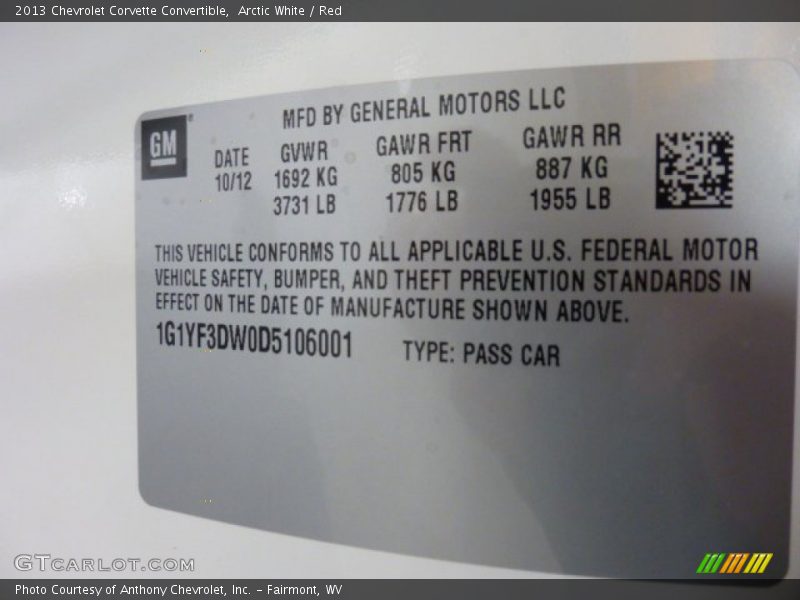 2013 Chevrolet Corvette Convertible,  Arctic White / Red
GM
MFD BY GENERAL MOTORS LLC
DATE GVWR GAWR FRT GAWR RR
10/12 1692 KG 805 KG 887 KG
3731 LB 1776 LB 1955 LB
THIS VEHICLE CONFORMS TO ALL APPLICABLE U.S. FEDERAL MOTOR
VEHICLE SAFETY, BUMPER, AND THEFT PREVENTION STANDARDS IN
EFFECT ON THE DATE OF MANUFACTURE SHOWN ABOVE.
1G1YF3DW0D5106001 TYPE: PASS CAR
GTCARLOT.COM
Photo Courtesy of Anthony Chevrolet, Inc. – Fairmont, WV